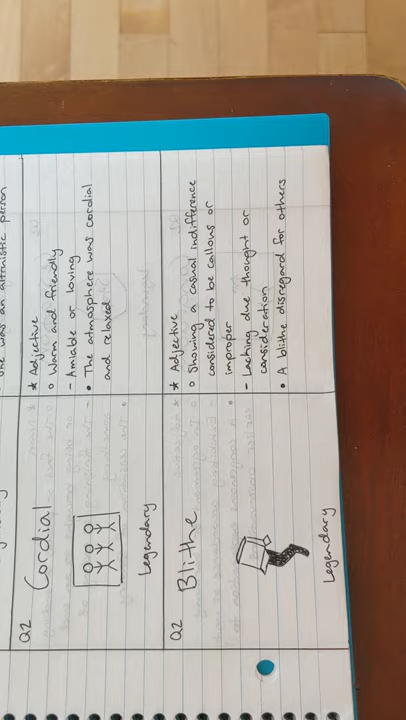 one was an altruistic person
Q2
Cordial
Legendary
* Adjective
o Warm and friendly
- Amiable or loving
• The atmosphere was cordial
and relaxed
Q2
Blithe
Legendary
* Adjective
o Showing a casual indifference
considered to be callous or
improper
- Lacking due thought or
consideration
• A blithe disregard for others